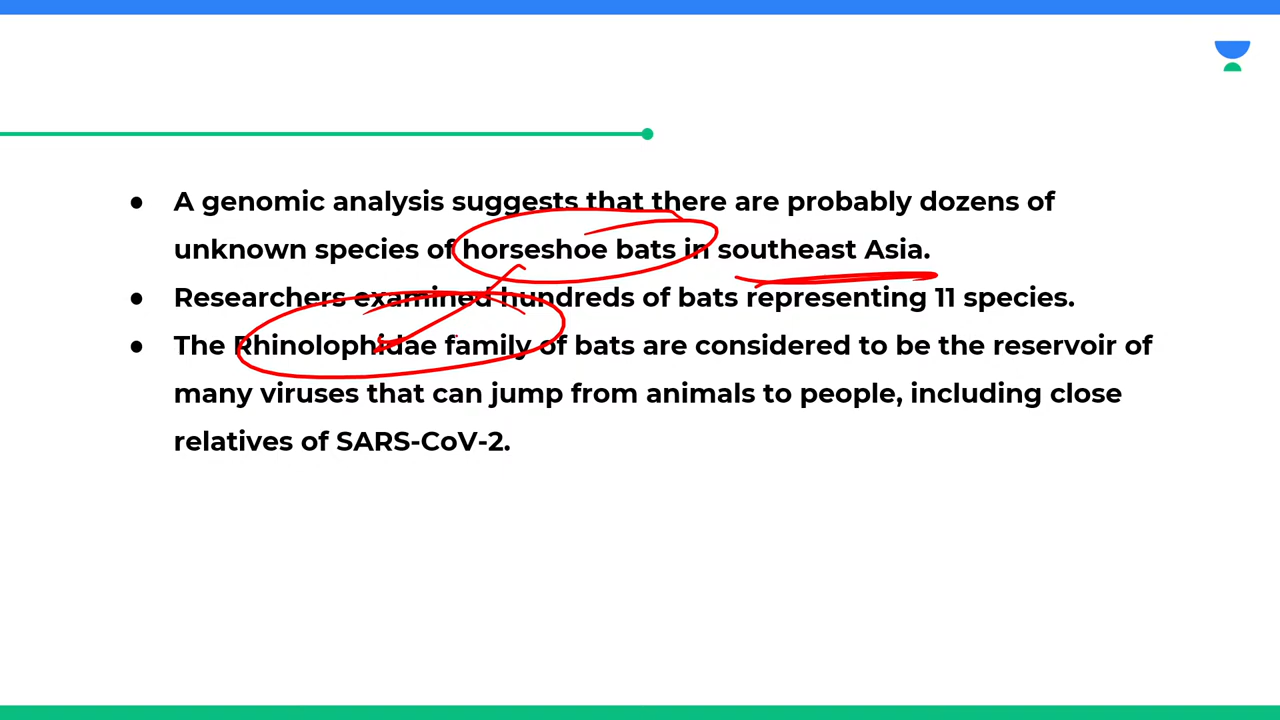 ● A genomic analysis suggests that there are probably dozens of
unknown species of horseshoe bats in southeast Asia.
● Researchers examined hundreds of bats representing 11 species.
● The Rhinolophidae family of bats are considered to be the reservoir of
many viruses that can jump from animals to people, including close
relatives of SARS-CoV-2.